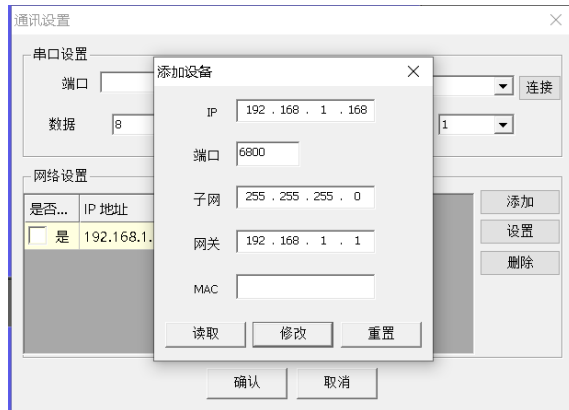 通讯设置
串口设置
端口
连接
数据 8 1
添加设备
IP 192 . 168 . 1 . 168
端口 6800
子网 255 . 255 . 255 . 0
网关 192 . 168 . 1 . 1
MAC
读取 修改 重置
网络设置
是否... IP 地址
是 192.168.1.
添加
设置
删除
确认 取消